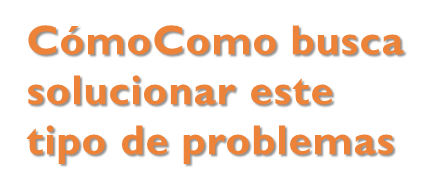 CómoComo busca
solucionar este
tipo de problemas